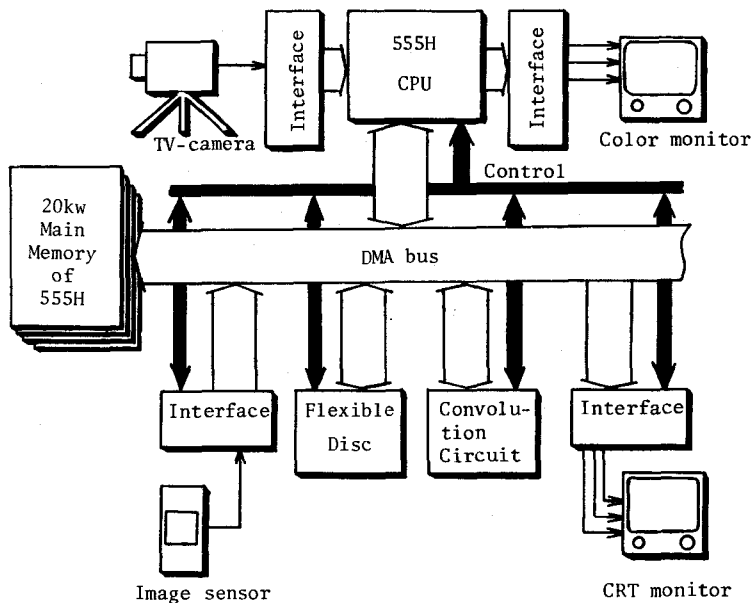 555H
CPU
Interface
Interface
TV-camera
Color monitor
Control
20kw
Main
Memory
of
555H
DMA bus
Interface
Flexible
Disc
Convolu-
tion
Circuit
Interface
Image sensor
CRT monitor